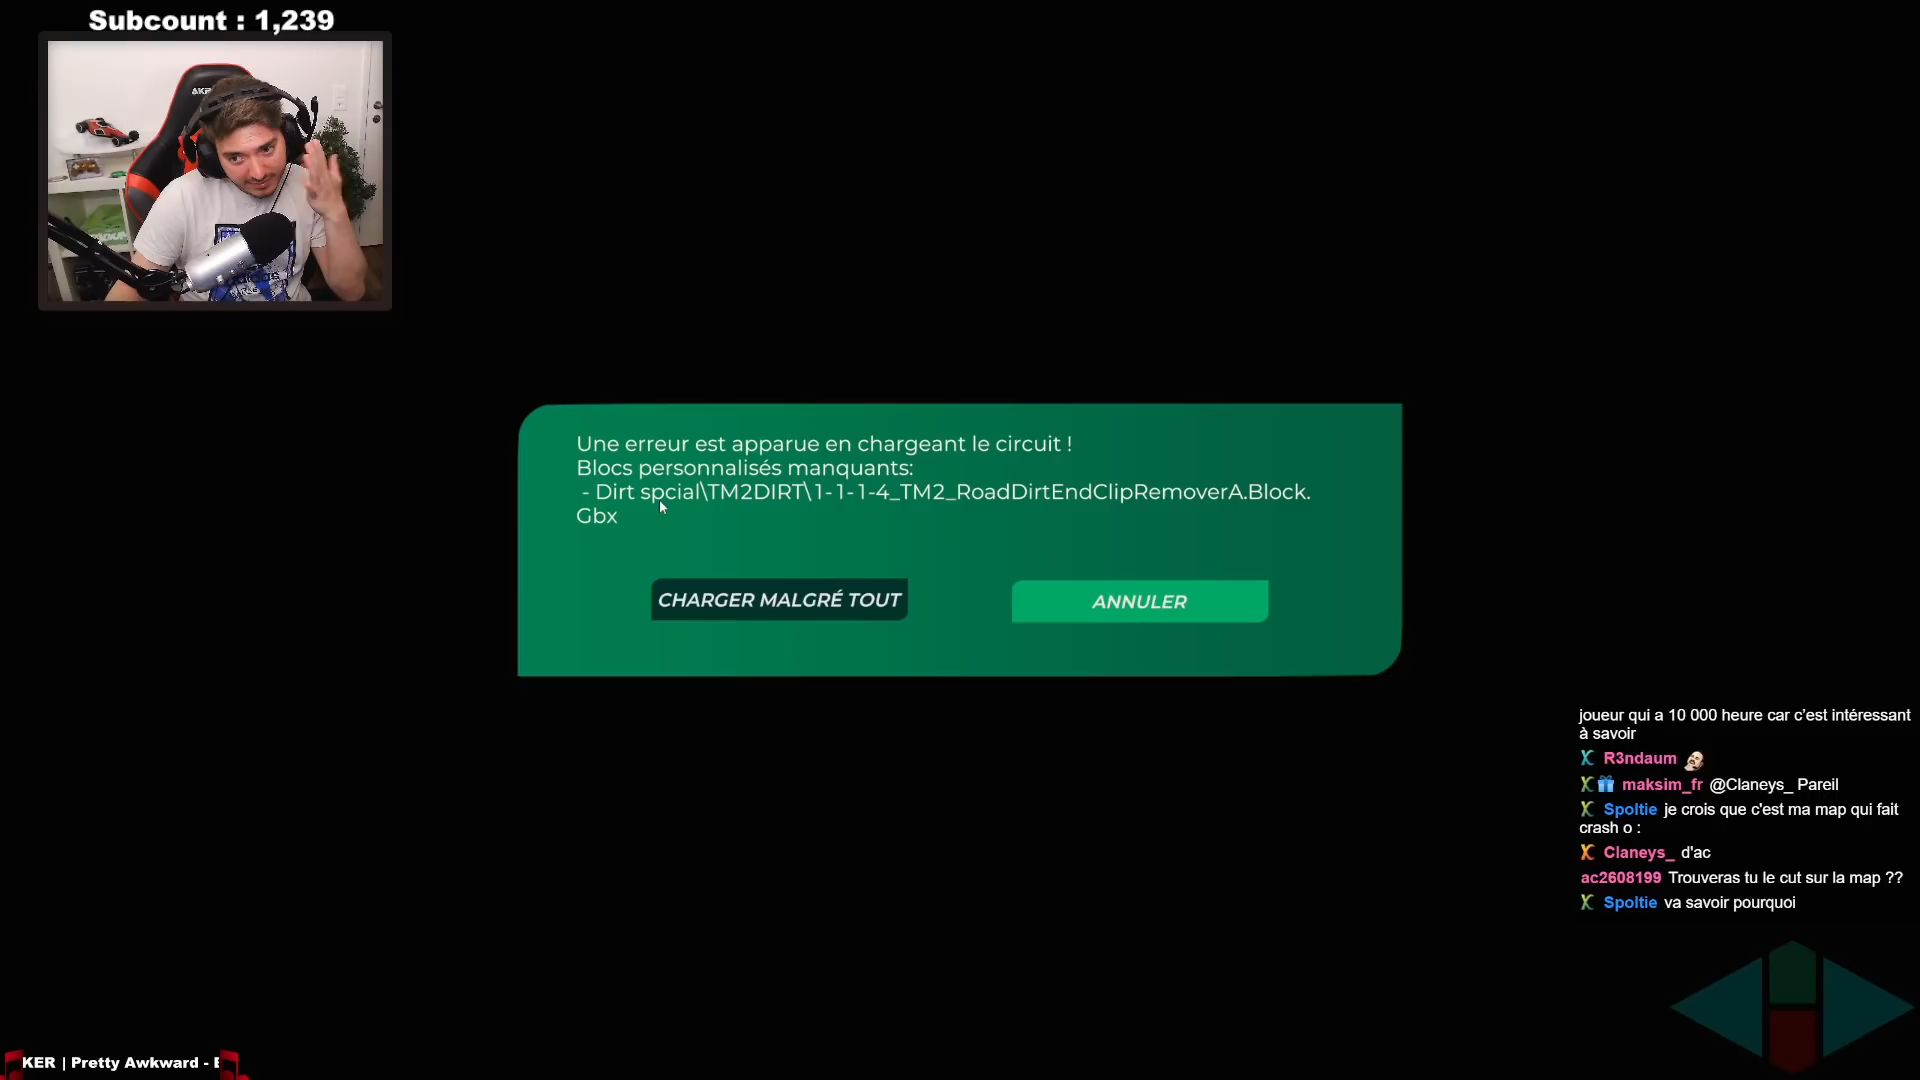 Subcount : 1,239
Une erreur est apparue en chargeant le circuit !
Blocs personnalisés manquants:
- Dirt spcial\TM2DIRT\1-1-1-4_TM2_RoadDirtEndClipRemoverA.Block.
Gbx
CHARGER MALGRÉ TOUT
ANNULER
joueur qui a 10 000 heure car c'est intéressant
à savoir
R3ndaum
maksim_fr @Claneys_ Pareil
Spoltie je crois que c'est ma map qui fait
crash o :
Claneys_ d'ac
ac2608199 Trouveras tu le cut sur la map ??
Spoltie va savoir pourquoi
KER | Pretty Awkward -